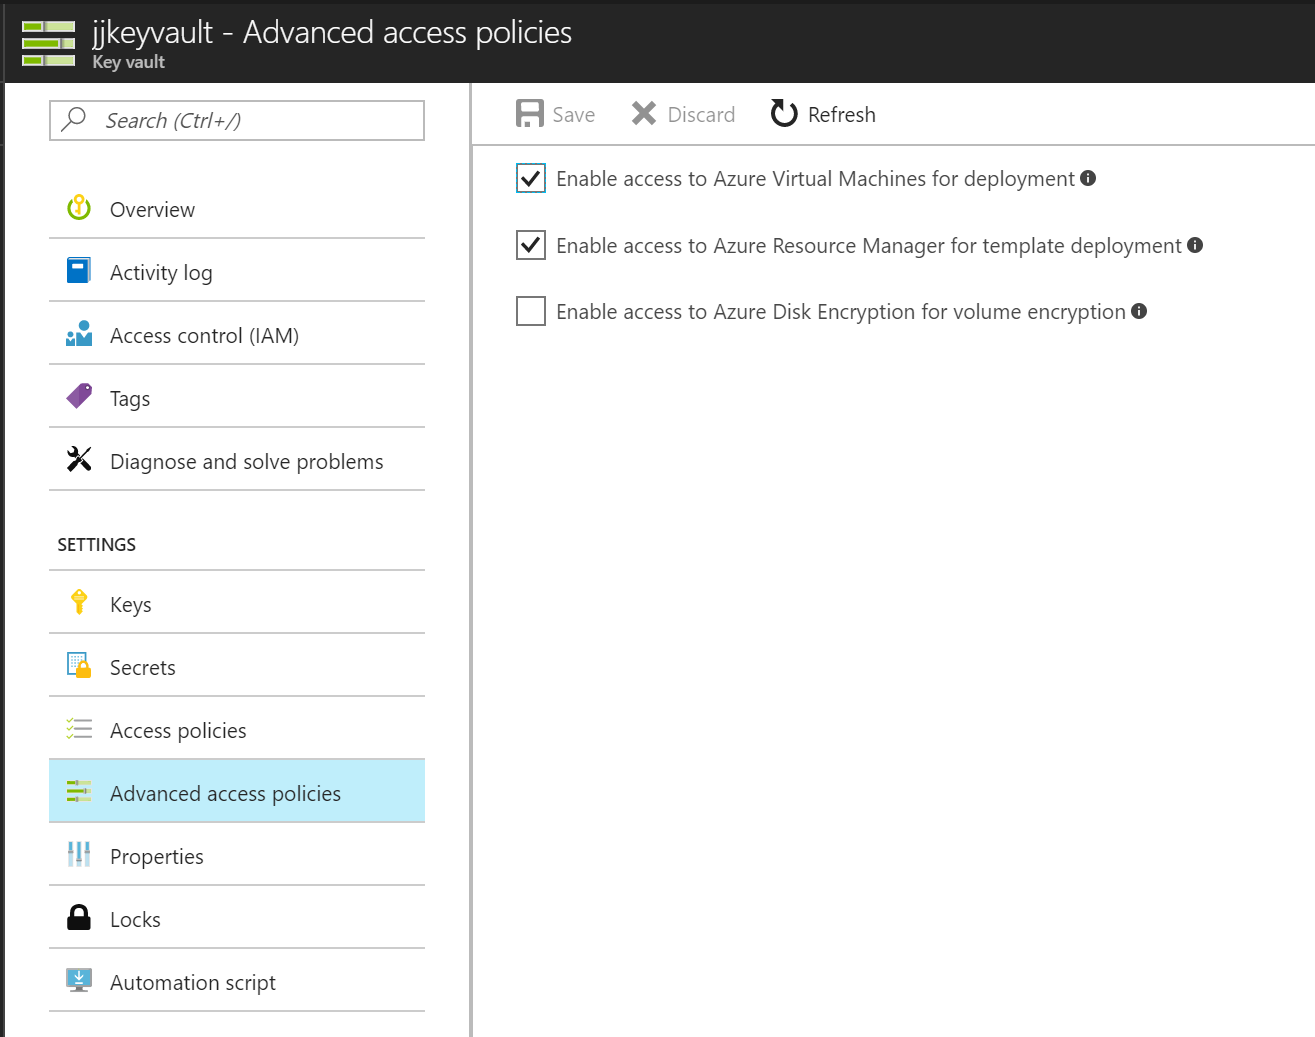 jjkeyvault - Advanced access policies
Key vault
Search (Ctrl+/)
Overview
Activity log
Access control (IAM)
Tags
Diagnose and solve problems
SETTINGS
Keys
Secrets
Access policies
Advanced access policies
Properties
Locks
Automation script
Save Discard Refresh
Enable access to Azure Virtual Machines for deployment
Enable access to Azure Resource Manager for template deployment
Enable access to Azure Disk Encryption for volume encryption